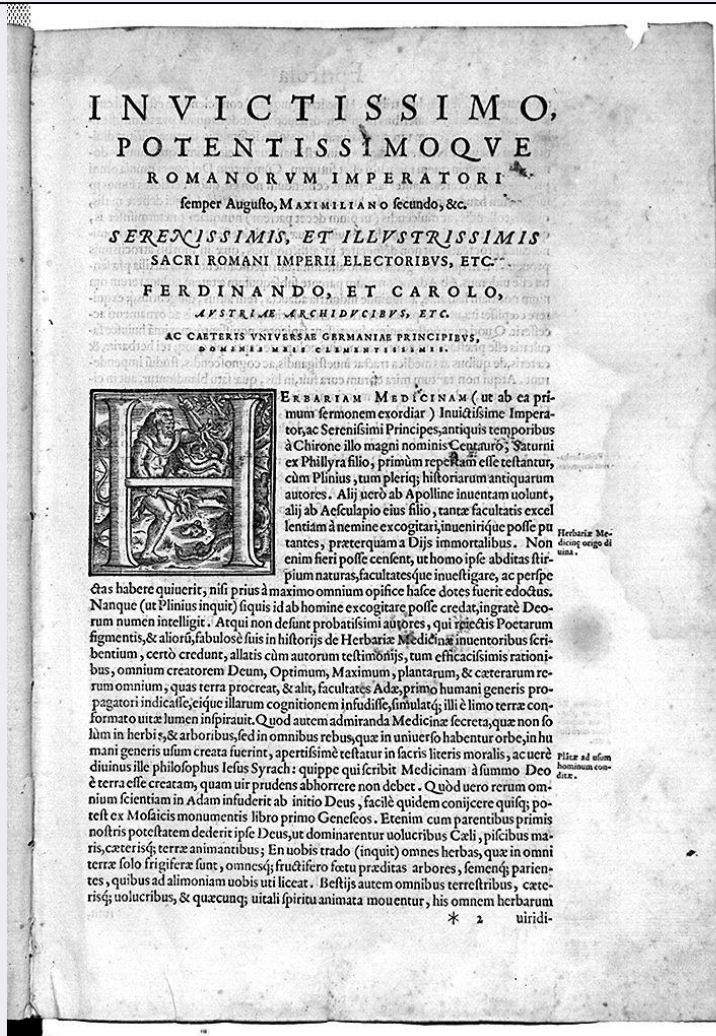 INVICTISSIMO,
POTENTISSIMOQVE
ROMANORVM IMPERATORI
semper Augusto, MAXIMILIANO secundo, &c.
SERENISSIMIS, ET ILLVSTRISSIMIS
SACRI ROMANI IMPERII ELECTORIBVS, ETC.
FERDINANDO, ET CAROLO,
AVSTRIAE ARCHIDVCIBVS, ETC.
AC CAETERIS VNIVERSAE GERMANIAE PRINCIPIBVS,
DOMINIS MEIS CLEMENTISSIMIS.
HERBARIAM MEDICINAM (ut ab ea pri-
mum sermonem exordiar) Inuictissime Impera-
tor, ac Serenissimi Principes, antiquis temporibus
à Chirone illo magni nominis Centauro; Saturni
ex Phillyra filio, primùm repertam esse testantur,
cùm Plinius, tum pleriq; historiarum antiquarum
autores. Alij uerò ab Apolline inuentam uolunt,
alij ab Aesculapio eius filio, tantæ facultatis excel
lentiam à nemine excogitari, inueniriq́ue posse pu
tantes, præterquam a Dijs immortalibus. Non
enim fieri posse censent, ut homo ipse abditas stir-
pium naturas, facultatesq́ue inuestigare, ac perspe
ctas habere quiuerit, nisi prius à maximo omnium opifice hasce dotes fuerit edoctus.
Nanque (ut Plinius inquit) siquis id ab homine excogitare posse credat, ingratè Deo-
rum numen intelligit. Atqui non desunt probatissimi autores, qui reiectis Poetarum
figmentis, & aliorũ, fabulosè suis in historijs de Herbariæ Medicinæ inuentoribus scri-
bentium, certò credunt, allatis cùm autorum testimonijs, tum efficacissimis rationi-
bus, omnium creatorem Deum, Optimum, Maximum, plantarum, & cæterarum re-
rum omnium, quas terra procreat, & alit, facultates Adæ, primo humani generis pro-
pagatori indicasse, eique illarum cognitionem infudisse, simulatq; illi è limo terræ con-
formato uitæ lumen inspirauit. Quod autem admiranda Medicinæ secreta, quæ non so
lùm in herbis, & arboribus, sed in omnibus rebus, quæ in uniuerso habentur orbe, in hu
mani generis usum creata fuerint, apertissimè testatur in sacris literis moralis, ac uerè
diuinus ille philosophus Iesus Syrach: quippe qui scribit Medicinam à summo Deo
è terra esse creatam, quam uir prudens abhorrere non debet. Quòd uero rerum om-
nium scientiam in Adam infuderit ab initio Deus, facilè quidem conijcere quisq; po-
test ex Mosaicis monumentis libro primo Geneseos. Etenim cum parentibus primis
nostris potestatem dederit ipse Deus, ut dominarentur uolucribus Cæli, piscibus ma-
ris, cæterisq; terræ animantibus; En uobis trado (inquit) omnes herbas, quæ in omni
terræ solo frigiferæ sunt, omnesq; fructifero fœtu præditas arbores, semenq; parien-
tes, quibus ad alimoniam uobis uti liceat. Bestijs autem omnibus terrestribus, cæte-
risq; uolucribus, & quæcunq; uitali spiritu animata mouentur, his omnem herbarum
* 2 uiridi-
Herbariæ Me-
dicinę origo di
uina.
Plãtæ ad usum
hominum con-
ditæ.